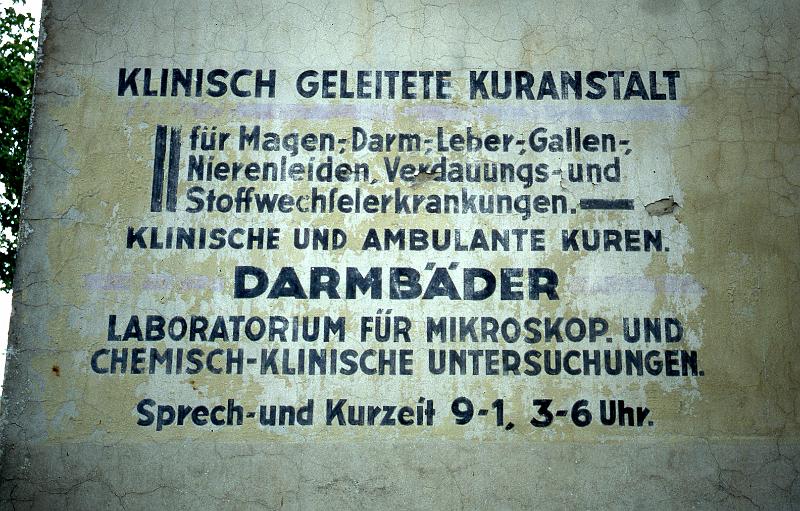 KLINISCH GELEITETE KURANSTALT
für Magen-, Darm-, Leber-, Gallen-,
Nierenleiden, Verdauungs- und
Stoffwechselerkrankungen.
KLINISCHE UND AMBULANTE KUREN.
DARMBÄDER
LABORATORIUM FÜR MIKROSKOP. UND
CHEMISCH-KLINISCHE UNTERSUCHUNGEN.
Sprech- und Kurzeit 9-1, 3-6 Uhr.